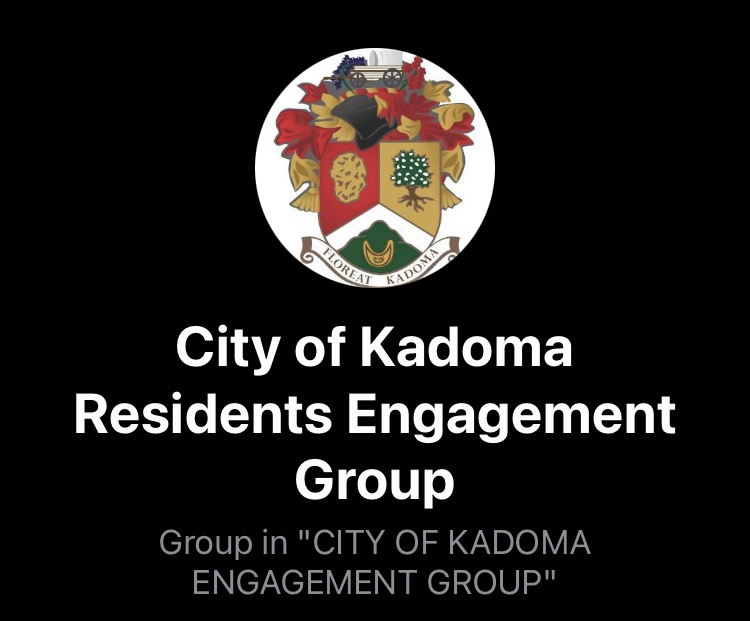 FLOREAT KADOMA
City of Kadoma
Residents Engagement
Group
Group in "CITY OF KADOMA
ENGAGEMENT GROUP"